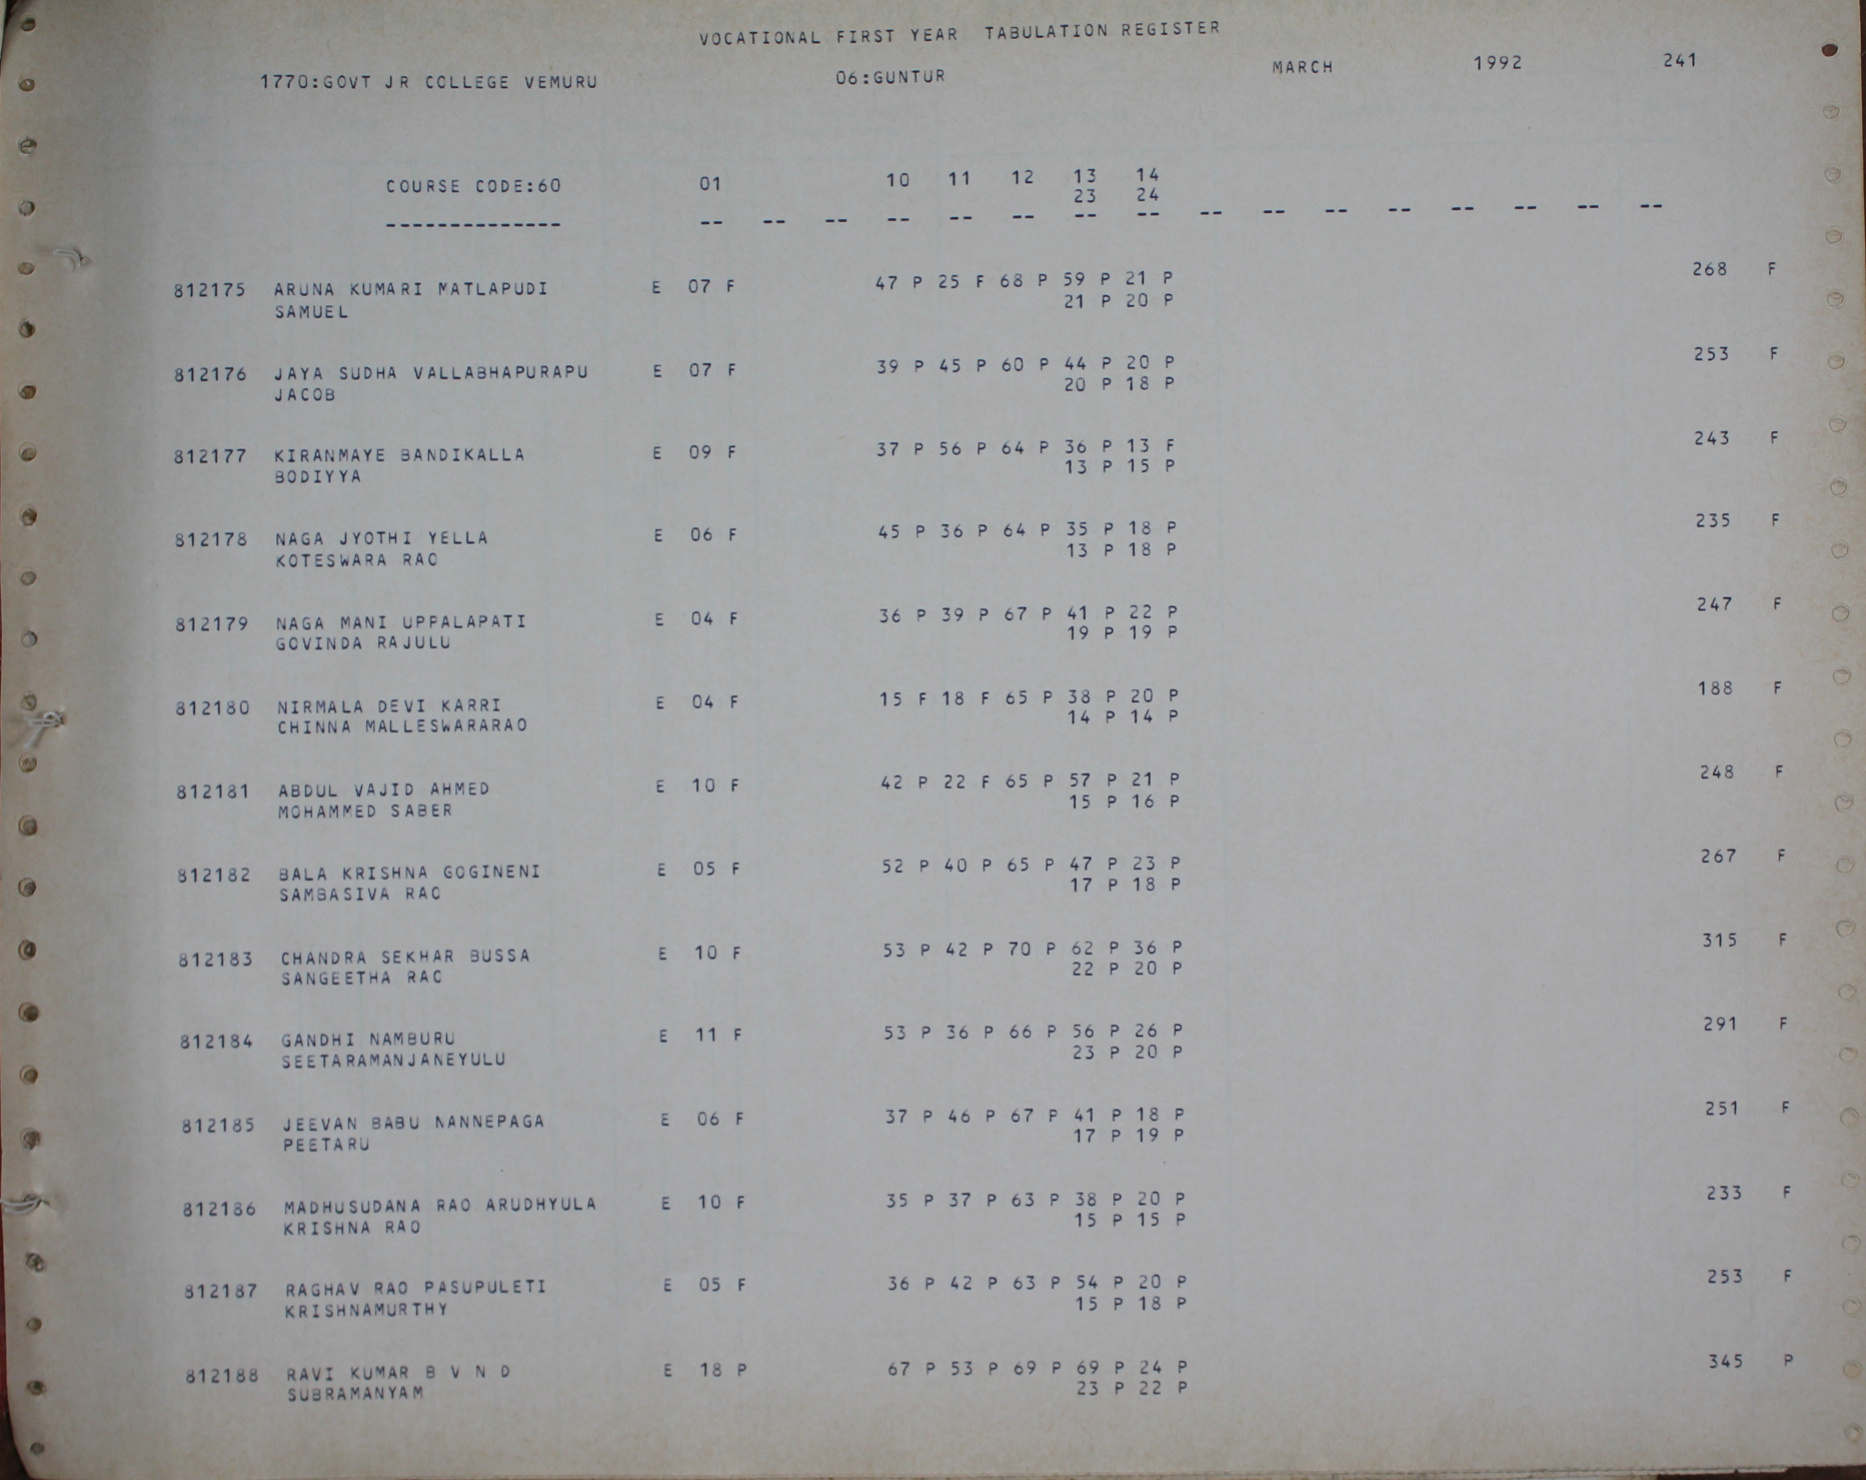 VOCATIONAL FIRST YEAR TABULATION REGISTER
1770:GOVT JR COLLEGE VEMURU 06:GUNTUR MARCH 1992 241
COURSE CODE:60 01 10 11 12 13 14
23 24
-------------- -- -- -- -- -- -- -- -- -- -- -- -- -- -- -- --
812175 ARUNA KUMARI MATLAPUDI E 07 F 47 P 25 F 68 P 59 P 21 P 268 F
SAMUEL 21 P 20 P
812176 JAYA SUDHA VALLABHAPURAPU E 07 F 39 P 45 P 60 P 44 P 20 P 253 F
JACOB 20 P 18 P
812177 KIRANMAYE BANDIKALLA E 09 F 37 P 56 P 64 P 36 P 13 F 243 F
BODIYYA 13 P 15 P
812178 NAGA JYOTHI YELLA E 06 F 45 P 36 P 64 P 35 P 18 P 235 F
KOTESWARA RAO 13 P 18 P
812179 NAGA MANI UPPALAPATI E 04 F 36 P 39 P 67 P 41 P 22 P 247 F
GOVINDA RAJULU 19 P 19 P
812180 NIRMALA DEVI KARRI E 04 F 15 F 18 F 65 P 38 P 20 P 188 F
CHINNA MALLESWARARAO 14 P 14 P
812181 ABDUL VAJID AHMED E 10 F 42 P 22 F 65 P 57 P 21 P 248 F
MOHAMMED SABER 15 P 16 P
812182 BALA KRISHNA GOGINENI E 05 F 52 P 40 P 65 P 47 P 23 P 267 F
SAMBASIVA RAO 17 P 18 P
812183 CHANDRA SEKHAR BUSSA E 10 F 53 P 42 P 70 P 62 P 36 P 315 F
SANGEETHA RAO 22 P 20 P
812184 GANDHI NAMBURU E 11 F 53 P 36 P 66 P 56 P 26 P 291 F
SEETARAMANJANEYULU 23 P 20 P
812185 JEEVAN BABU NANNEPAGA E 06 F 37 P 46 P 67 P 41 P 18 P 251 F
PEETARU 17 P 19 P
812186 MADHUSUDANA RAO ARUDHYULA E 10 F 35 P 37 P 63 P 38 P 20 P 233 F
KRISHNA RAO 15 P 15 P
812187 RAGHAV RAO PASUPULETI E 05 F 36 P 42 P 63 P 54 P 20 P 253 F
KRISHNAMURTHY 15 P 18 P
812188 RAVI KUMAR B V N D E 18 P 67 P 53 P 69 P 69 P 24 P 345 P
SUBRAMANYAM 23 P 22 P